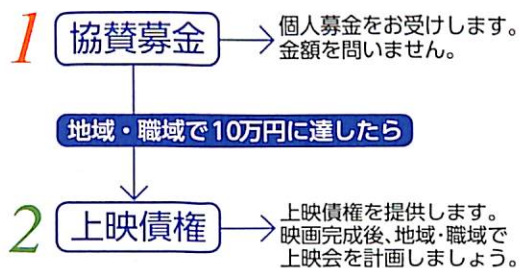 1 協賛募金
個人募金をお受けします。
金額を問いません。
地域・職域で10万円に達したら
2 上映債権
上映債権を提供します。
映画完成後、地域・職域で
上映会を計画しましょう。